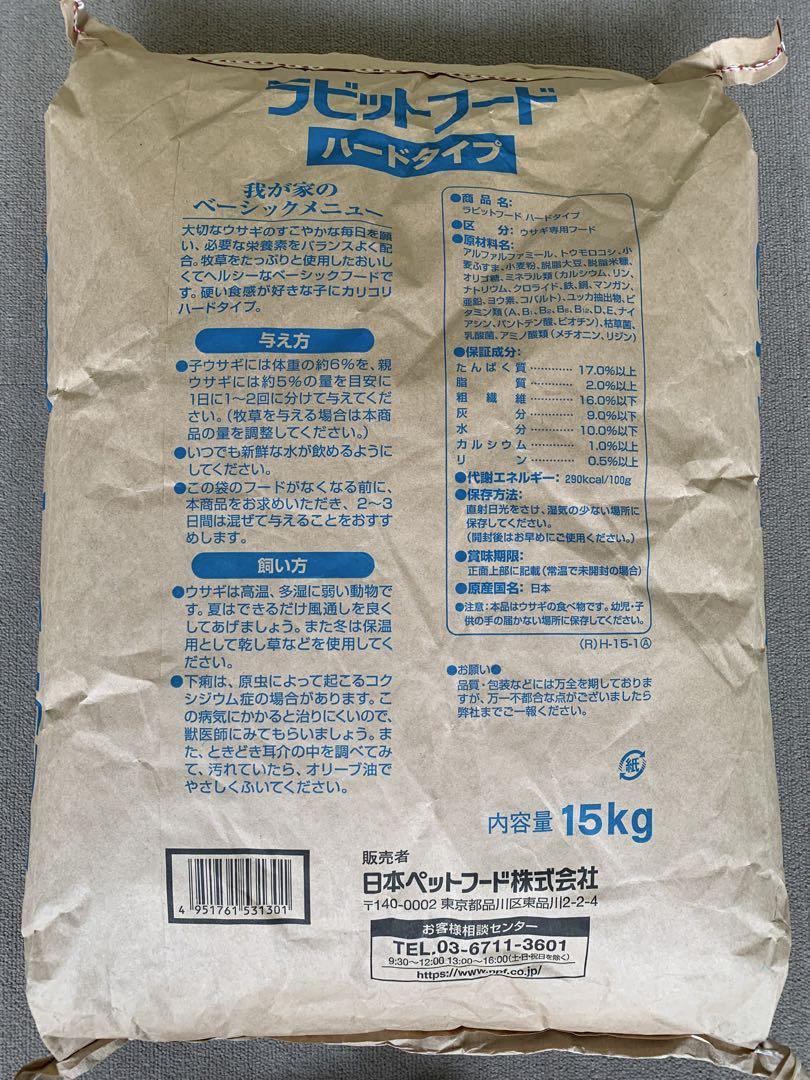 ラビットフード
ハードタイプ
我が家の
ベーシックメニュー
大切なウサギのすこやかな毎日を願
い、必要な栄養素をバランスよく配
合。牧草をたっぷりと使用したおいし
くてヘルシーなベーシックフードで
す。硬い食感が好きな子にカリコリ
ハードタイプ。
与え方
●子ウサギには体重の約6%を、親
ウサギには約5%の量を目安に
1日に1〜2回に分けて与えてくだ
さい。(牧草を与える場合は本商
品の量を調整してください。)
●いつでも新鮮な水が飲めるように
してください。
●この袋のフードがなくなる前に、
本商品をお求めいただき、2〜3
日間は混ぜて与えることをおすす
めします。
飼い方
●ウサギは高温、多湿に弱い動物で
す。夏はできるだけ風通しを良く
してあげましょう。また冬は保温
用として乾し草などを使用してく
ださい。
●下痢は、原虫によって起こるコク
シジウム症の場合があります。こ
の病気にかかると治りにくいので、
獣医師にみてもらいましょう。ま
た、ときどき耳介の中を調べてみ
て、汚れていたら、オリーブ油で
やさしくふいてください。
●商品名:
ラビットフード ハードタイプ
●区 分: ウサギ専用フード
●原材料名:
アルファルファミール、トウモロコシ、小
麦ふすま、小麦粉、脱脂大豆、脱脂米糠、
オリゴ糖、ミネラル類(カルシウム、リン、
ナトリウム、クロライド、鉄、銅、マンガン、
亜鉛、ヨウ素、コバルト)、ユッカ抽出物、ビ
タミン類(A、B1、B2、B6、B12、D、E、ナイ
アシン、パントテン酸、ビオチン)、枯草菌、
乳酸菌、アミノ酸類(メチオニン、リジン)
●保証成分:
たんぱく質………… 17.0%以上
脂 質………… 2.0%以上
粗 繊 維………… 16.0%以下
灰 分………… 9.0%以下
水 分………… 10.0%以下
カルシウム………… 1.0%以上
リ ン………… 0.5%以上
●代謝エネルギー: 290kcal/100g
●保存方法:
直射日光をさけ、湿気の少ない場所に
保存してください。
(開封後はお早めにご使用ください。)
●賞味期限:
正面上部に記載(常温で未開封の場合)
●原産国名: 日本
●注意:本品はウサギの食べ物です。幼児・子
供の手の届かない場所に保存してください。
(R)H-15-1Ⓐ
●お願い●
品質・包装などには万全を期しております
が、万一不都合な点がございましたら
弊社までご一報ください。
紙
内容量 15kg
販売者
日本ペットフード株式会社
〒140-0002 東京都品川区東品川2-2-4
お客様相談センター
TEL.03-6711-3601
9:30〜12:00 13:00〜16:00(土・日・祝日を除く)
https://www.npf.co.jp/
4 951761 531301